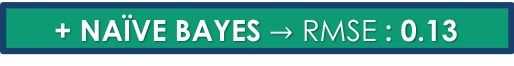 + NAÏVE BAYES → RMSE : 0.13